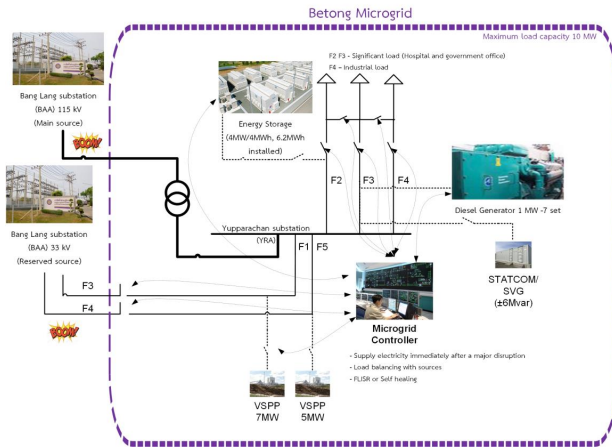 Betong Microgrid
Maximum load capacity 10 MW
F2 F3 - Significant load (Hospital and government office)
F4 - Industrial load
Bang Lang substation
(BAA) 115 kV
(Main source)
BOOM!
Energy Storage
(4MW/4MWh, 6.2MWh
installed)
F2
F3
F4
Diesel Generator 1 MW -7 set
Bang Lang substation
(BAA) 33 kV
(Reserved source)
Yupparachan substation
(YRA)
F1
F5
STATCOM/
SVG
(±6Mvar)
F3
F4
BOOM!
Microgrid
Controller
- Supply electricity immediately after a major disruption
- Load balancing with sources
- FLISR or Self healing
VSPP
7MW
VSPP
5MW